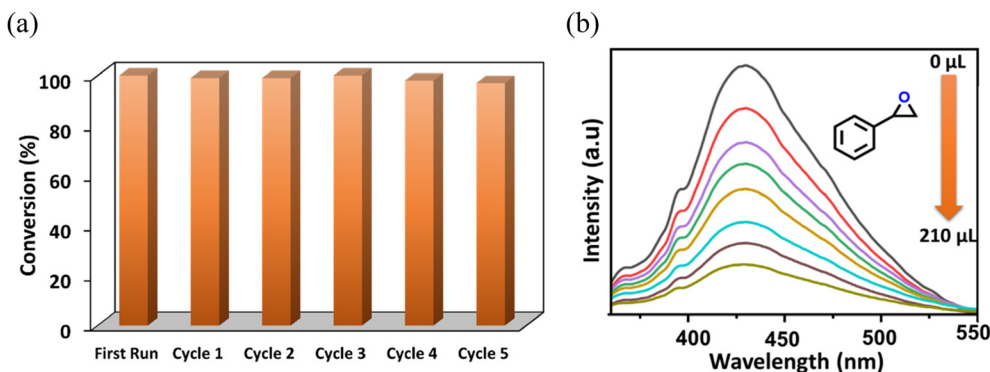 (a)
100
80
60
40
20
0
Conversion (%)
First Run Cycle 1 Cycle 2 Cycle 3 Cycle 4 Cycle 5
(b)
Intensity (a.u)
O
0 μL
210 μL
400 450 500 550
Wavelength (nm)